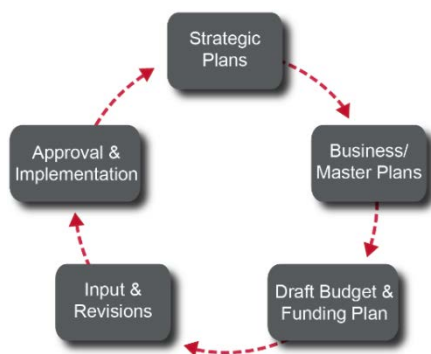 Strategic
Plans
Business/
Master Plans
Draft Budget &
Funding Plan
Input &
Revisions
Approval &
Implementation